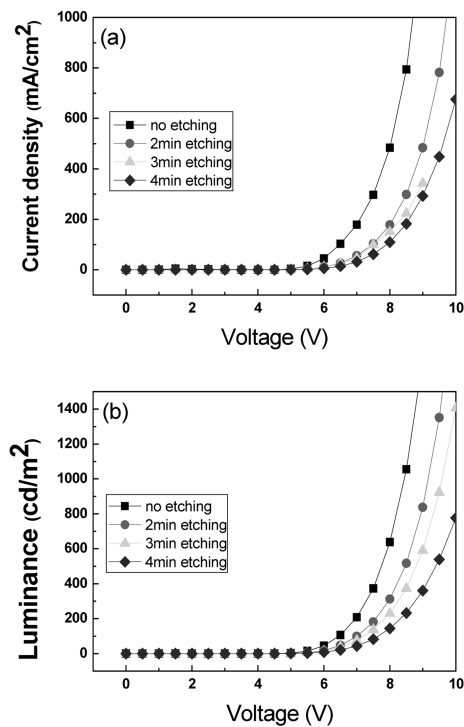 (a)
Current density (mA/cm2)
1000
800
600
400
200
0
no etching
2min etching
3min etching
4min etching
0 2 4 6 8 10
Voltage (V)
(b)
Luminance (cd/m2)
1400
1200
1000
800
600
400
200
0
no etching
2min etching
3min etching
4min etching
0 2 4 6 8 10
Voltage (V)